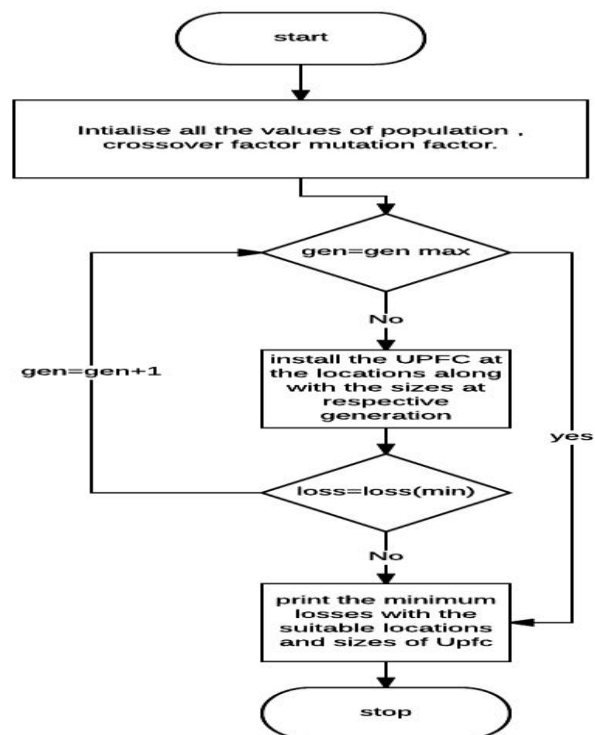 start
Intialise all the values of population ,
crossover factor mutation factor.
gen=gen max
No
install the UPFC at
the locations along
with the sizes at
respective
generation
gen=gen+1
yes
loss=loss(min)
No
print the minimum
losses with the
suitable locations
and sizes of Upfc
stop